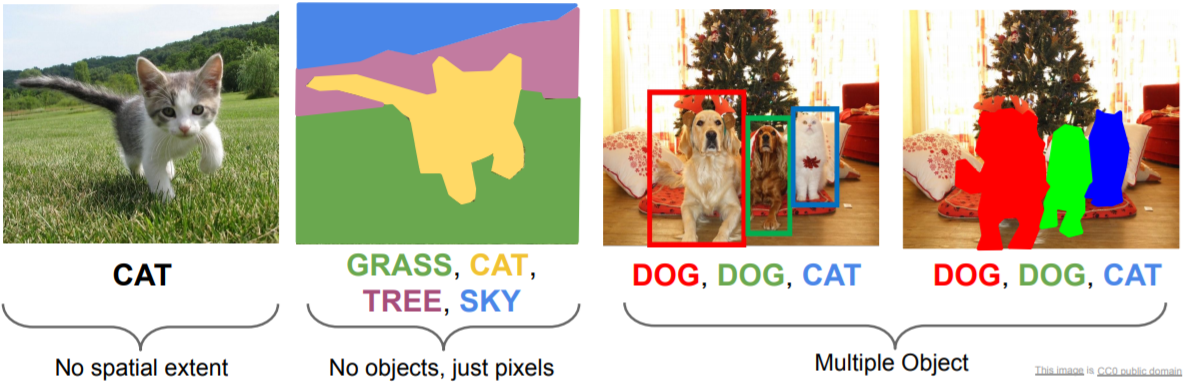 CAT
GRASS, CAT,
TREE, SKY
DOG, DOG, CAT
DOG, DOG, CAT
No spatial extent
No objects, just pixels
Multiple Object
This image is CC0 public domain